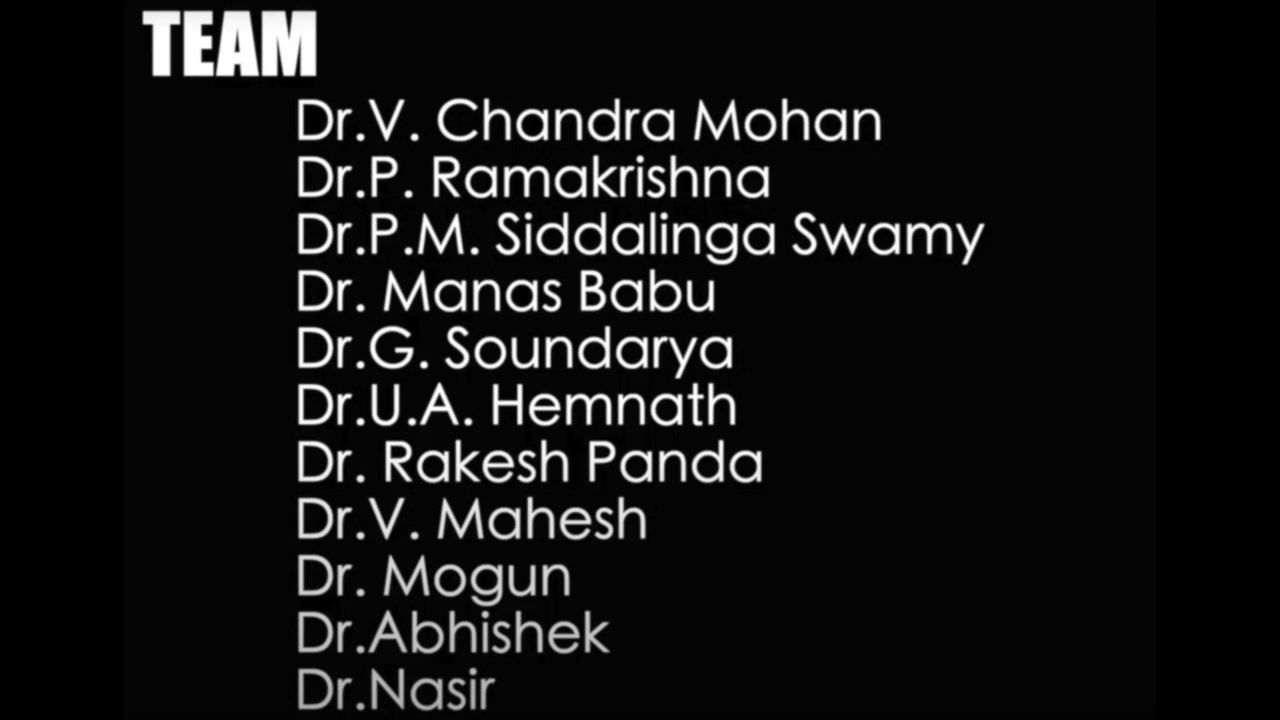 TEAM
Dr.V. Chandra Mohan
Dr.P. Ramakrishna
Dr.P.M. Siddalinga Swamy
Dr. Manas Babu
Dr.G. Soundarya
Dr.U.A. Hemnath
Dr. Rakesh Panda
Dr.V. Mahesh
Dr. Mogun
Dr.Abhishek
Dr.Nasir